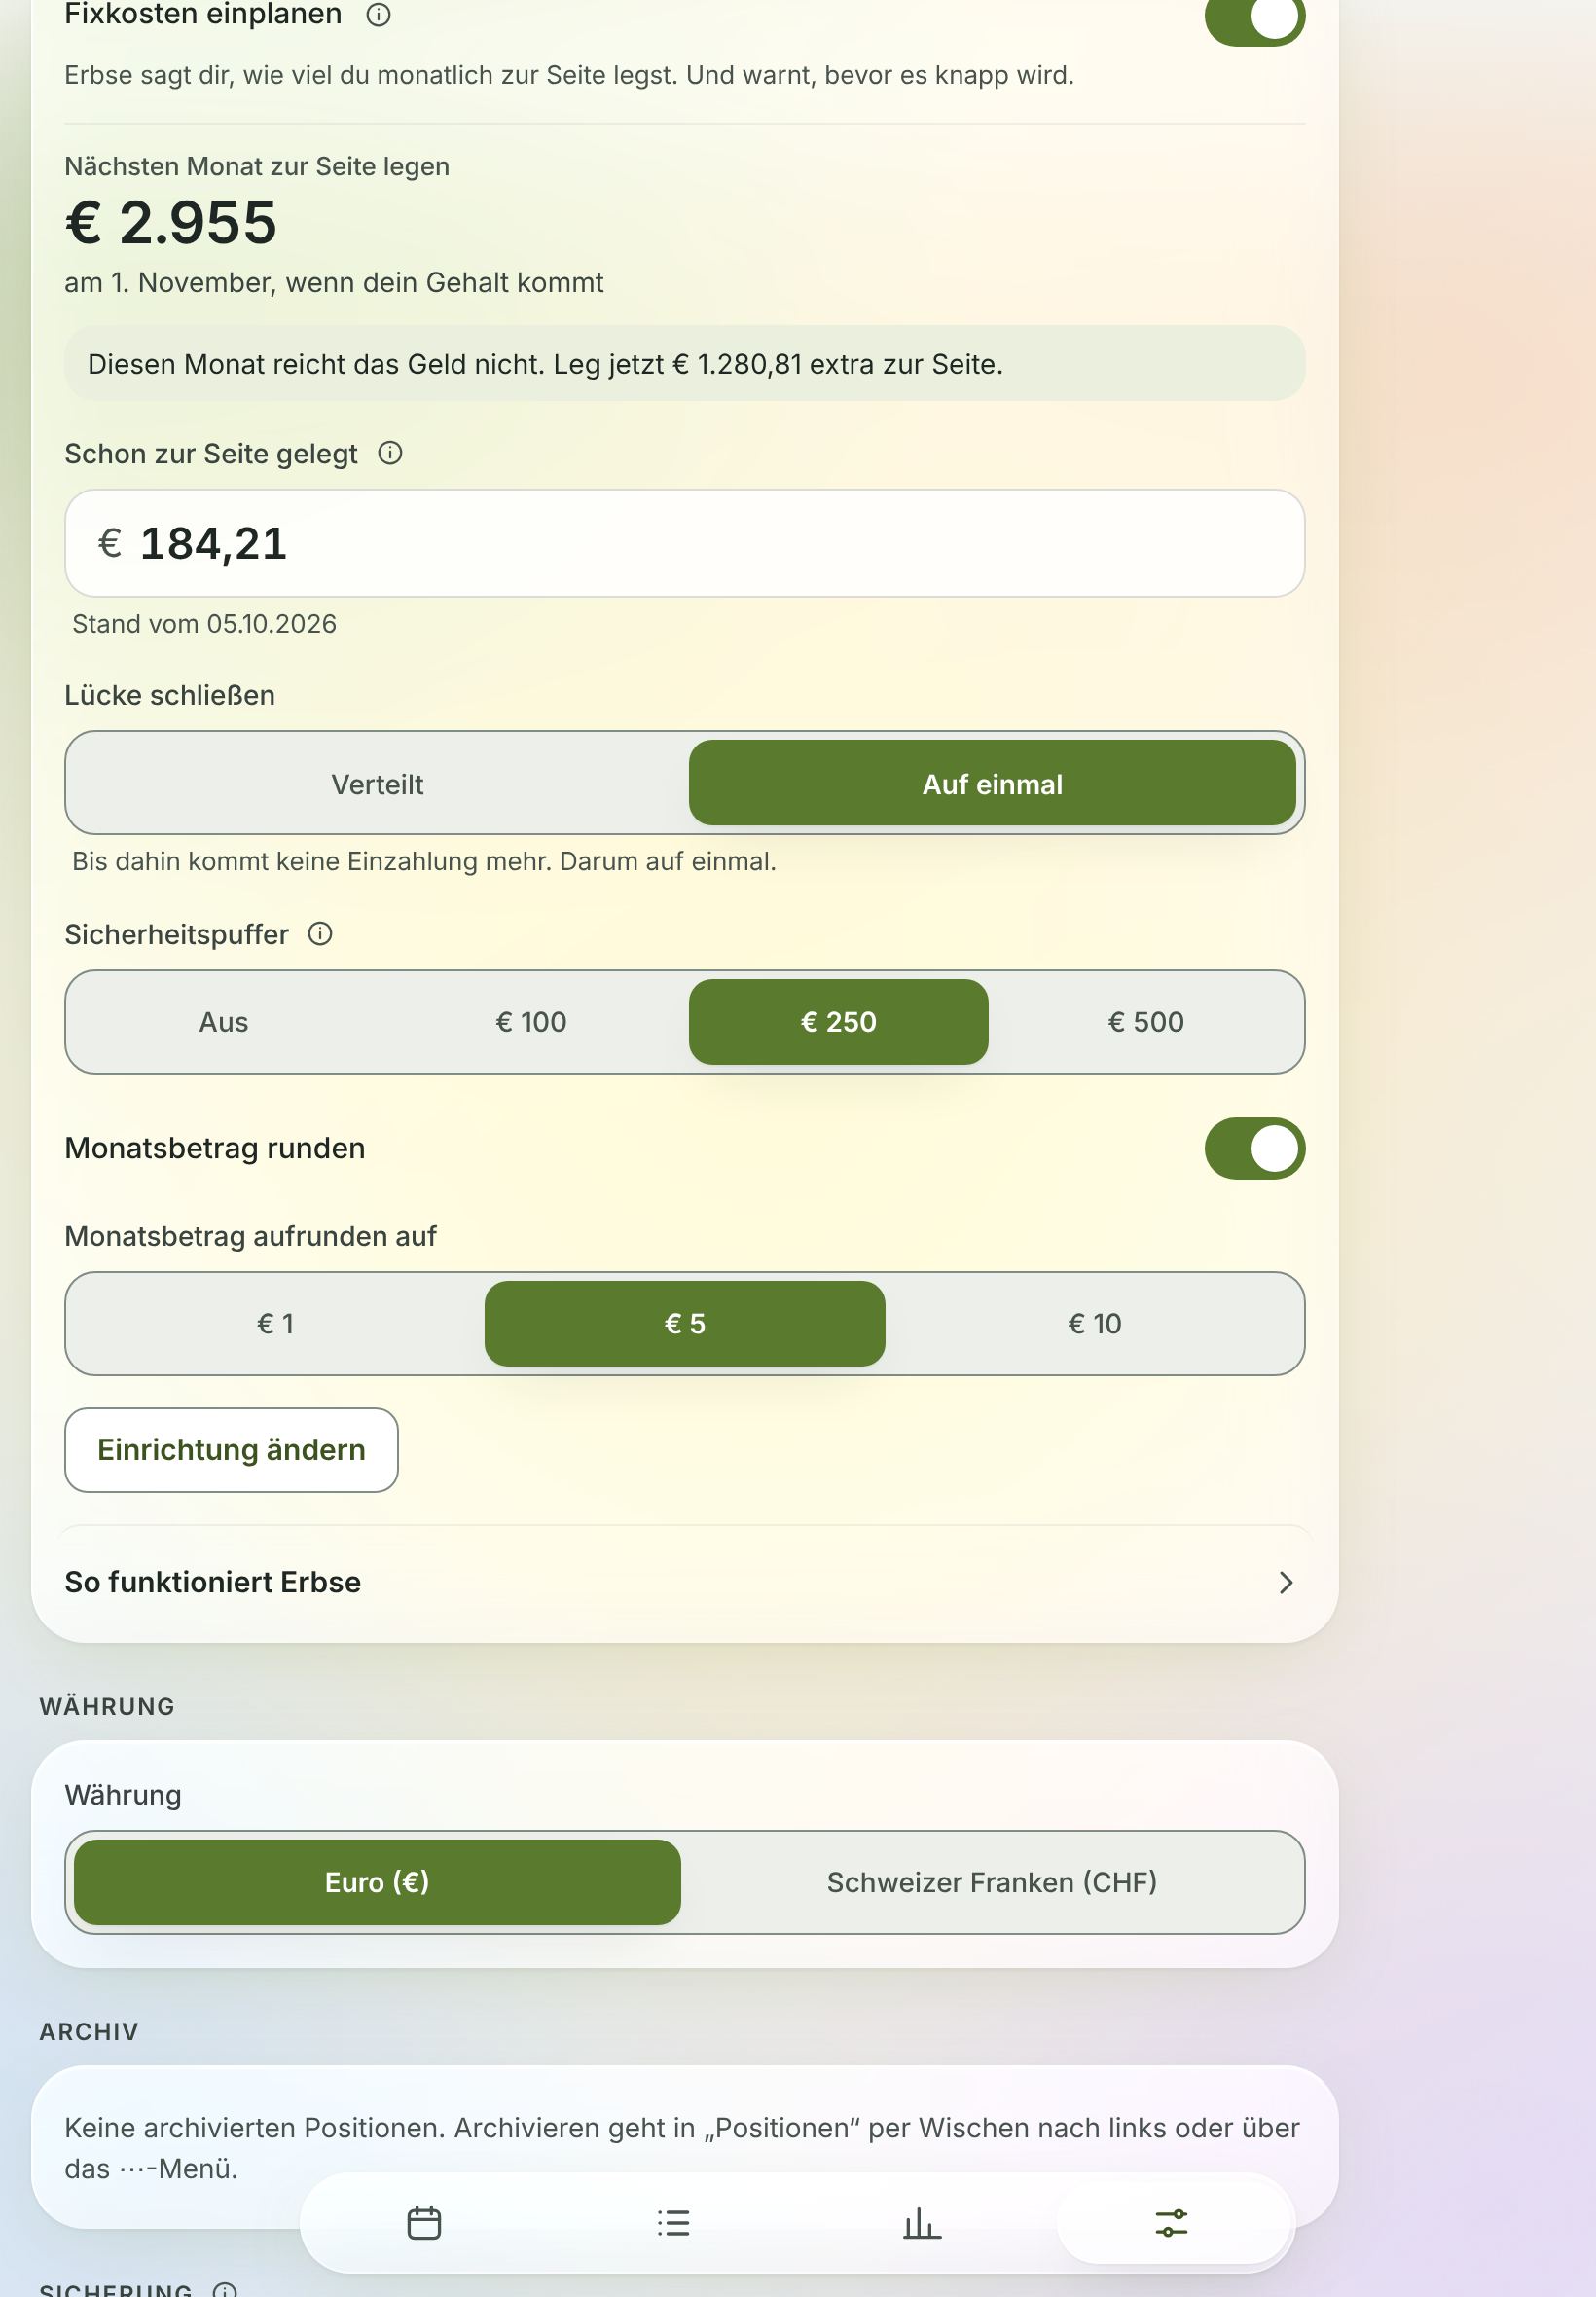 Fixkosten einplanen
Erbse sagt dir, wie viel du monatlich zur Seite legst. Und warnt, bevor es knapp wird.
Nächsten Monat zur Seite legen
€ 2.955
am 1. November, wenn dein Gehalt kommt
Diesen Monat reicht das Geld nicht. Leg jetzt € 1.280,81 extra zur Seite.
Schon zur Seite gelegt
€ 184,21
Stand vom 05.10.2026
Lücke schließen
Verteilt Auf einmal
Bis dahin kommt keine Einzahlung mehr. Darum auf einmal.
Sicherheitspuffer
Aus € 100 € 250 € 500
Monatsbetrag runden
Monatsbetrag aufrunden auf
€ 1 € 5 € 10
Einrichtung ändern
So funktioniert Erbse
WÄHRUNG
Währung
Euro (€) Schweizer Franken (CHF)
ARCHIV
Keine archivierten Positionen. Archivieren geht in „Positionen“ per Wischen nach links oder über
das ···-Menü.
SICHERUNG